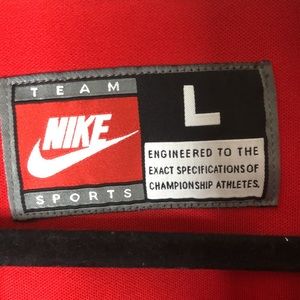 TEAM
NIKE
SPORTS
L
ENGINEERED TO THE
EXACT SPECIFICATIONS OF
CHAMPIONSHIP ATHLETES.